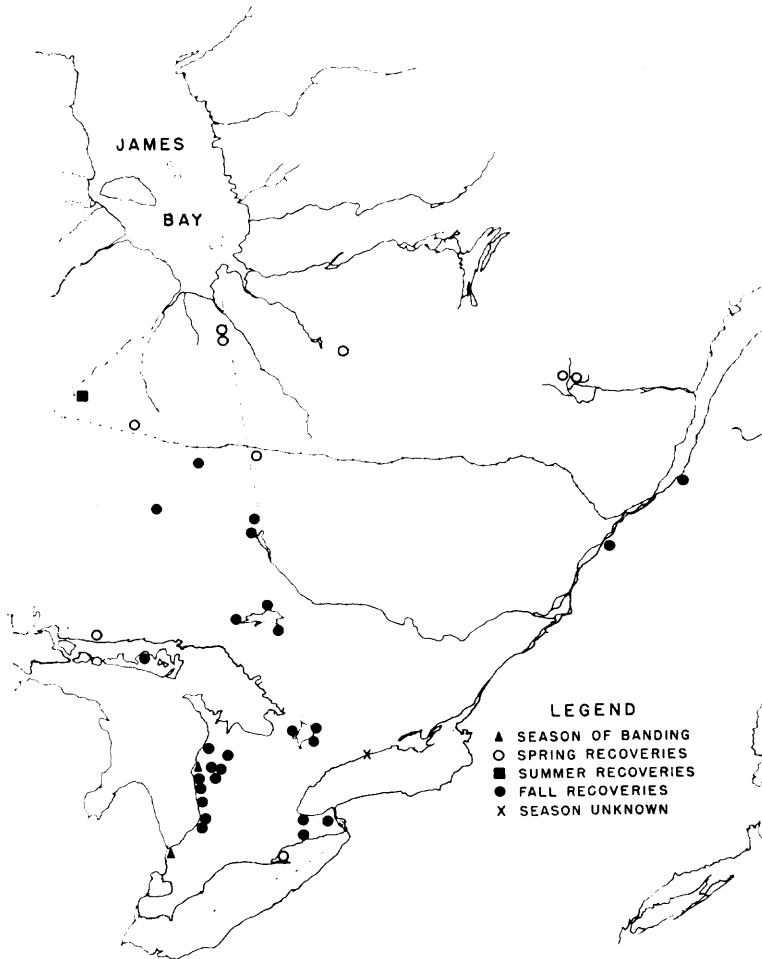 JAMES
BAY
LEGEND
▲ SEASON OF BANDING
○ SPRING RECOVERIES
■ SUMMER RECOVERIES
● FALL RECOVERIES
X SEASON UNKNOWN